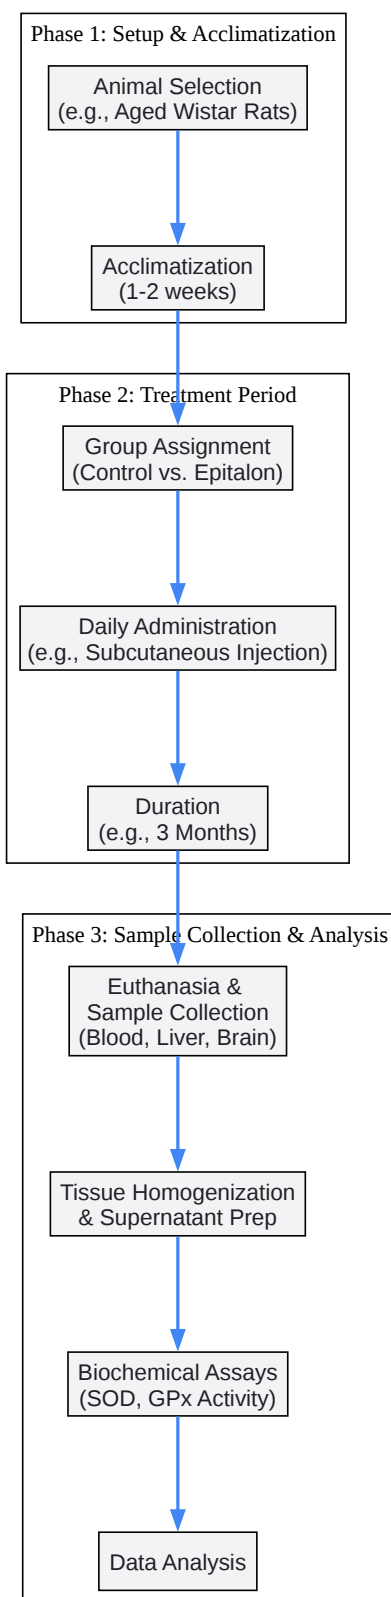 Phase 1: Setup & Acclimatization
Animal Selection
(e.g., Aged Wistar Rats)
Acclimatization
(1-2 weeks)
Phase 2: Treatment Period
Group Assignment
(Control vs. Epitalon)
Daily Administration
(e.g., Subcutaneous Injection)
Duration
(e.g., 3 Months)
Phase 3: Sample Collection & Analysis
Euthanasia &
Sample Collection
(Blood, Liver, Brain)
Tissue Homogenization
& Supernatant Prep
Biochemical Assays
(SOD, GPx Activity)
Data Analysis